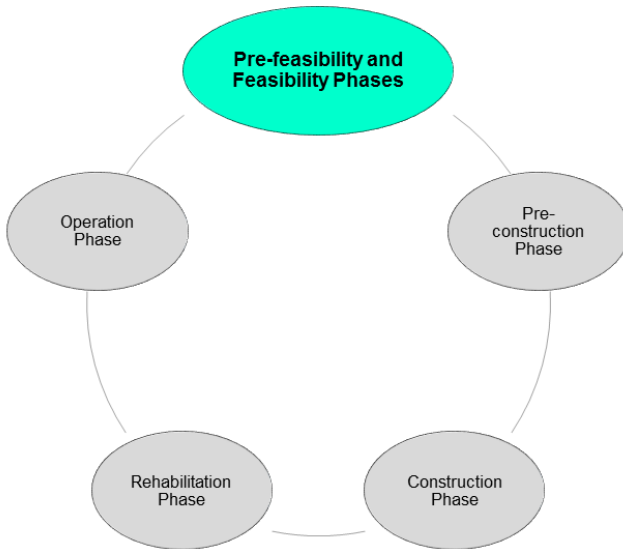 Pre-feasibility and
Feasibility Phases
Operation
Phase
Pre-
construction
Phase
Rehabilitation
Phase
Construction
Phase